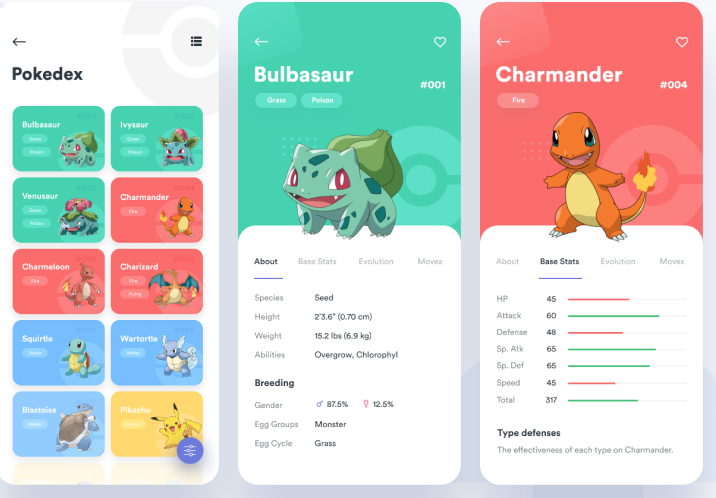 Pokedex
#001
Bulbasaur
Grass
Poison
Ivysaur
Grass
Poison
Venusaur
Grass
Poison
#004
Charmander
Fire
Charmeleon
Fire
Charizard
Fire
Flying
#007
Squirtle
Water
Wartortle
Water
Blastoise
Water
Pikachu
Bulbasaur
#001
Grass Poison
About Base Stats Evolution Moves
Species Seed
Height 2'3.6" (0.70 cm)
Weight 15.2 lbs (6.9 kg)
Abilities Overgrow, Chlorophyl
Breeding
Gender ♂ 87.5% ♀ 12.5%
Egg Groups Monster
Egg Cycle Grass
Charmander
#004
Fire
About Base Stats Evolution Moves
HP 45
Attack 60
Defense 48
Sp. Atk 65
Sp. Def 65
Speed 45
Total 317
Type defenses
The effectiveness of each type on Charmander.